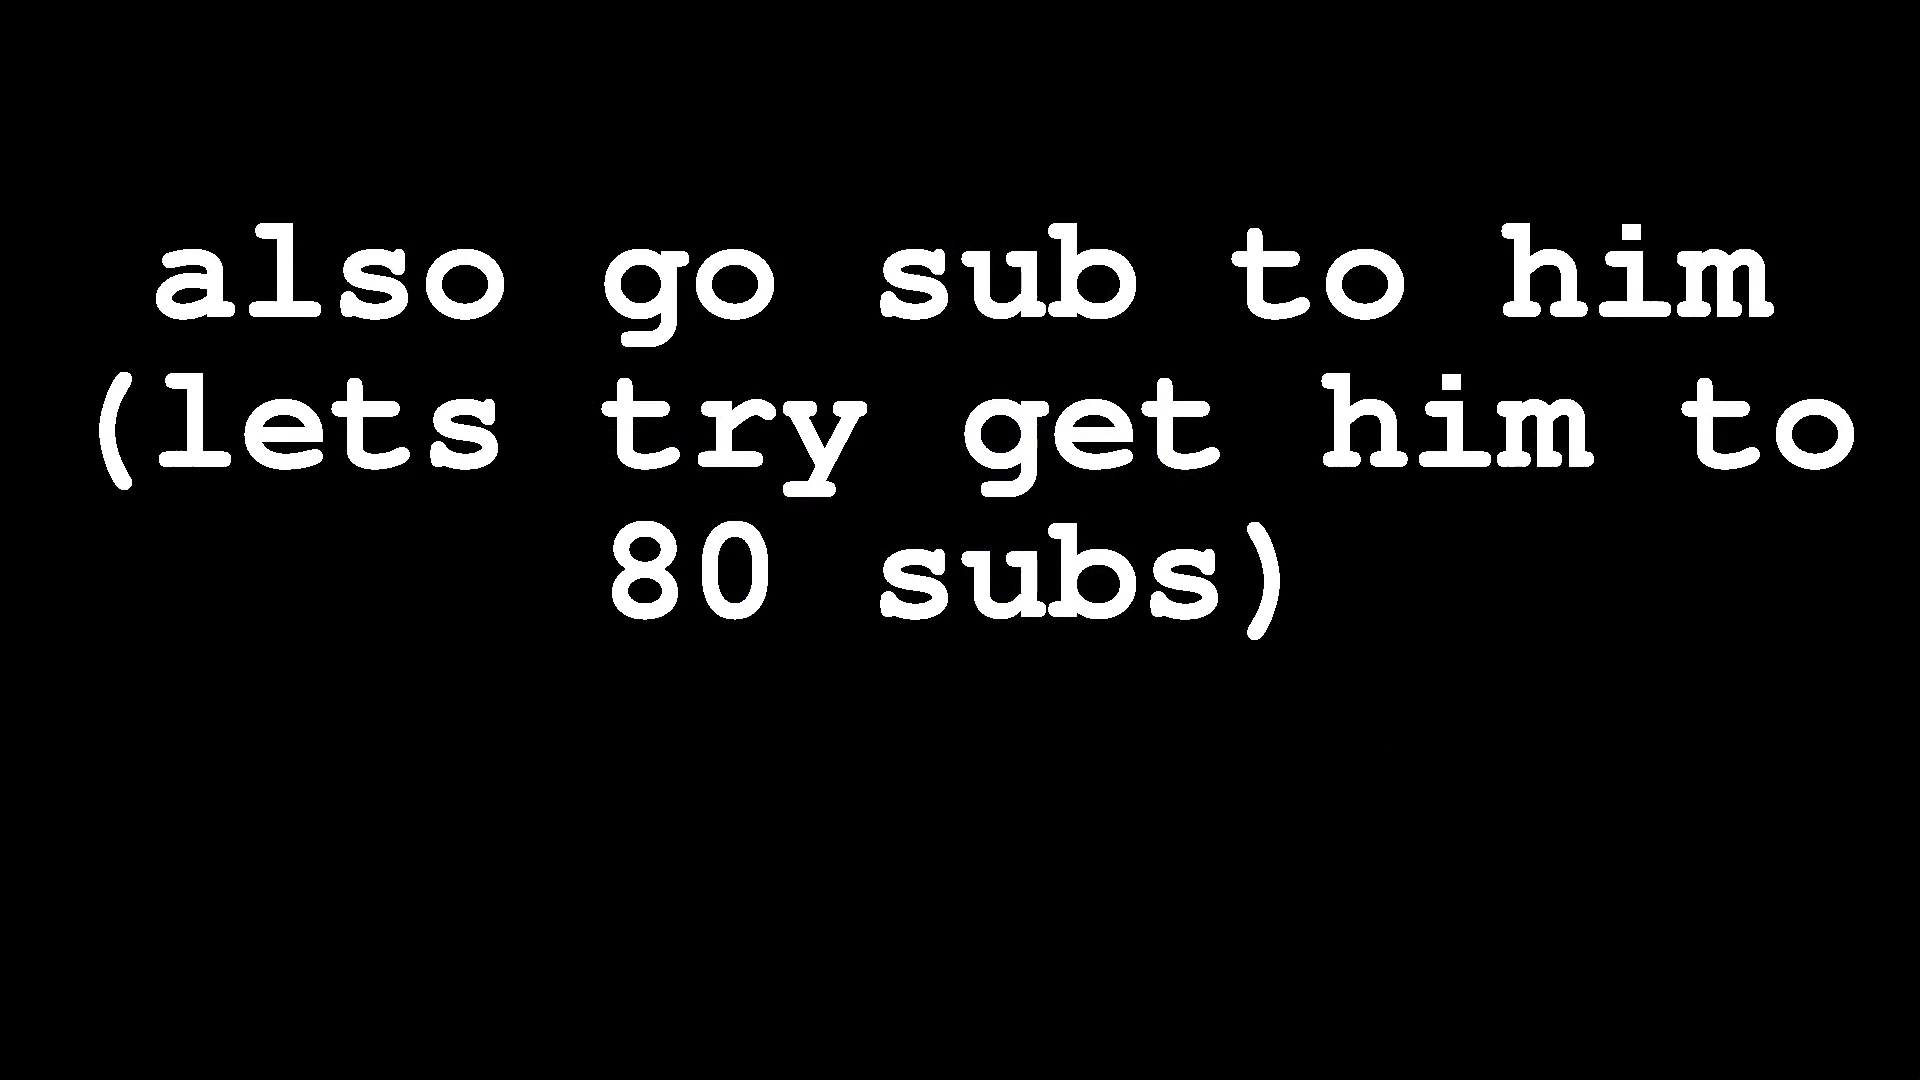 also go sub to him
(lets try get him to
80 subs)